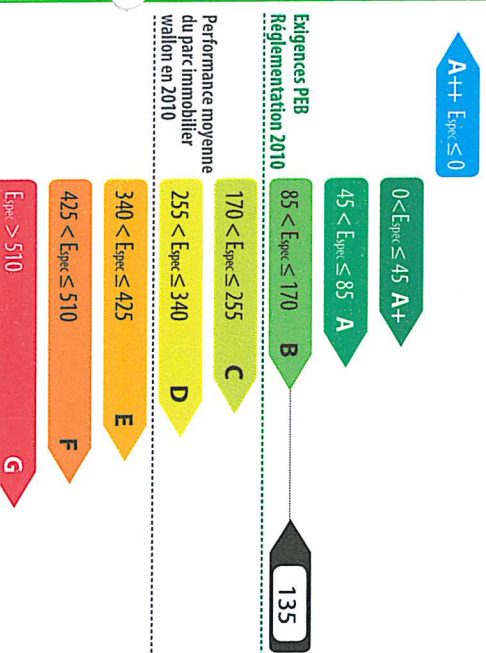 A++ Espec ≤ 0
0 < Espec ≤ 45 A+
45 < Espec ≤ 85 A
Exigences PEB
Réglementation 2010
85 < Espec ≤ 170 B
135
170 < Espec ≤ 255 C
Performance moyenne
du parc immobilier
wallon en 2010
255 < Espec ≤ 340 D
340 < Espec ≤ 425 E
425 < Espec ≤ 510 F
Espec > 510 G